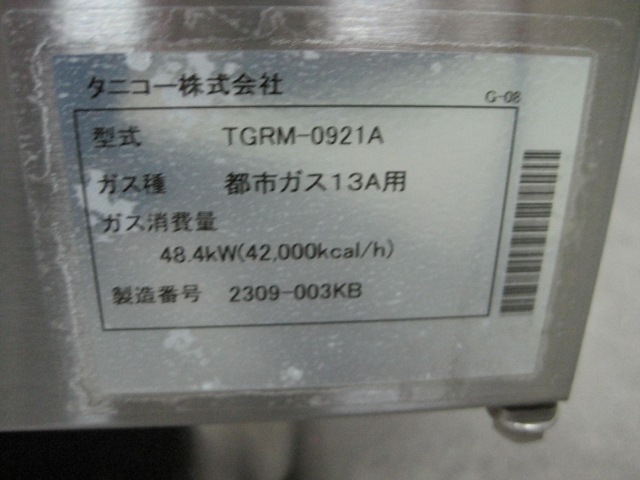 タニコー株式会社
G-08
型式 TGRM-0921A
ガス種 都市ガス13A用
ガス消費量
48.4kW(42,000kcal/h)
製造番号 2309-003KB